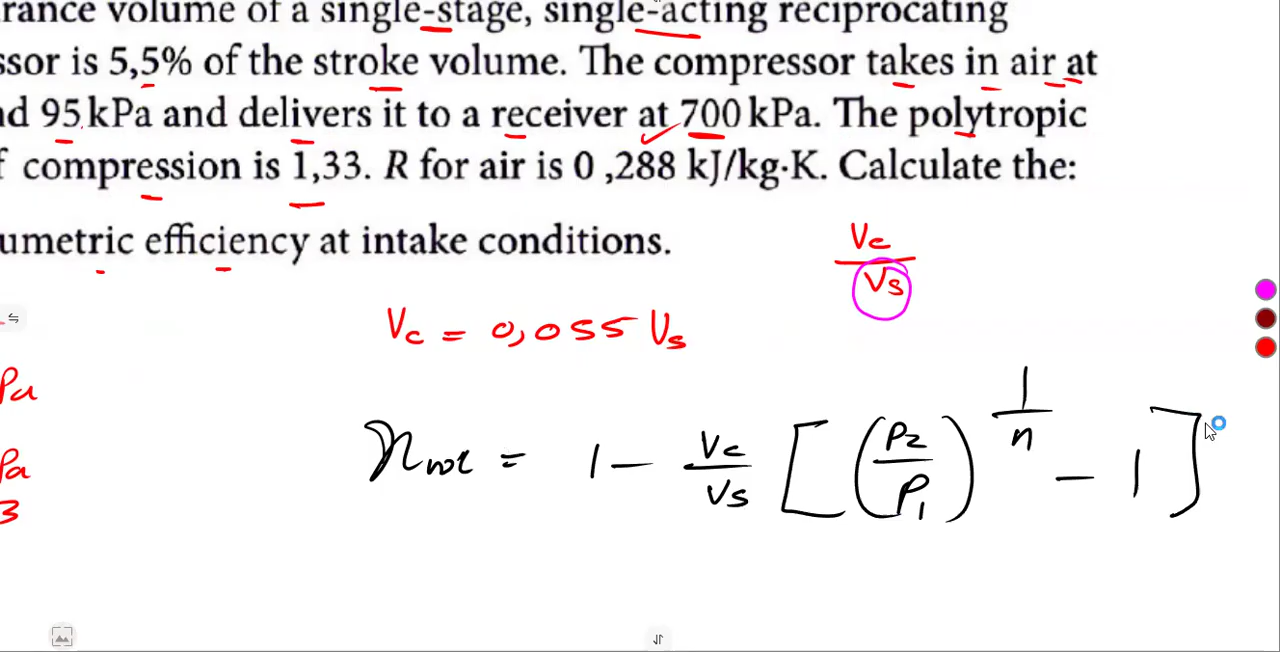 rance volume of a single-stage, single-acting reciprocating
ssor is 5,5% of the stroke volume. The compressor takes in air at
d 95 kPa and delivers it to a receiver at 700 kPa. The polytropic
f compression is 1,33. R for air is 0 ,288 kJ/kg·K. Calculate the:
umetric efficiency at intake conditions.
Vc / Vs
Vc = 0,055 Vs
Pa
ηvol = 1 - Vc/Vs [(P2/P1)^1/n - 1]
Pa
3